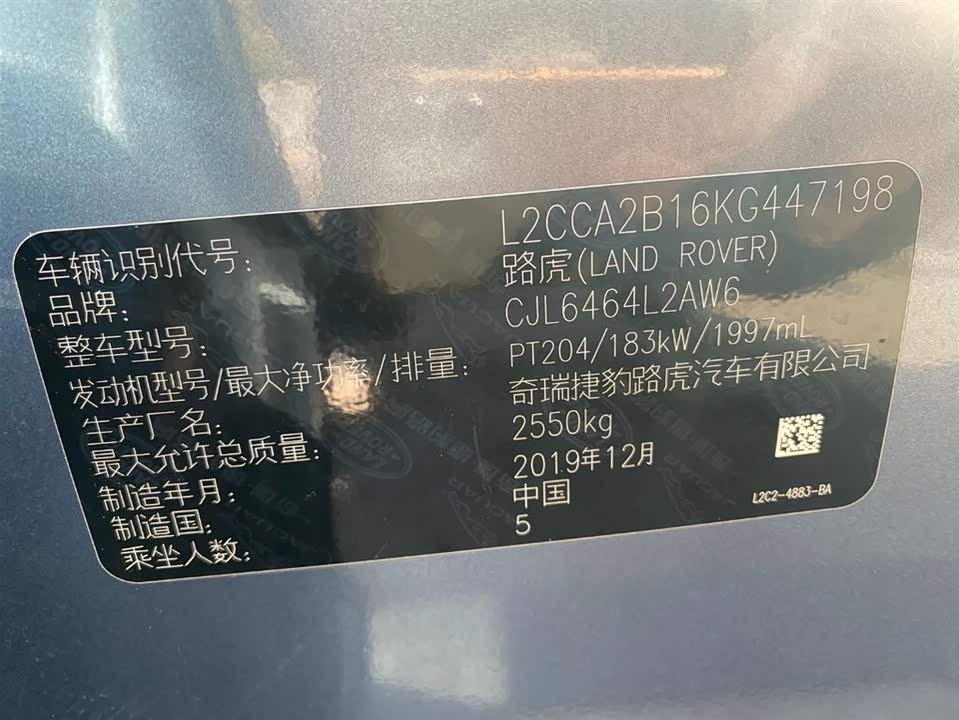 车辆识别代号: L2CCA2B16KG447198
品牌: 路虎(LAND ROVER)
整车型号: CJL6464L2AW6
发动机型号/最大净功率/排量: PT204/183kW/1997mL
生产厂名: 奇瑞捷豹路虎汽车有限公司
最大允许总质量: 2550kg
制造年月: 2019年12月
制造国: 中国
乘坐人数: 5
L2C2-4883-BA